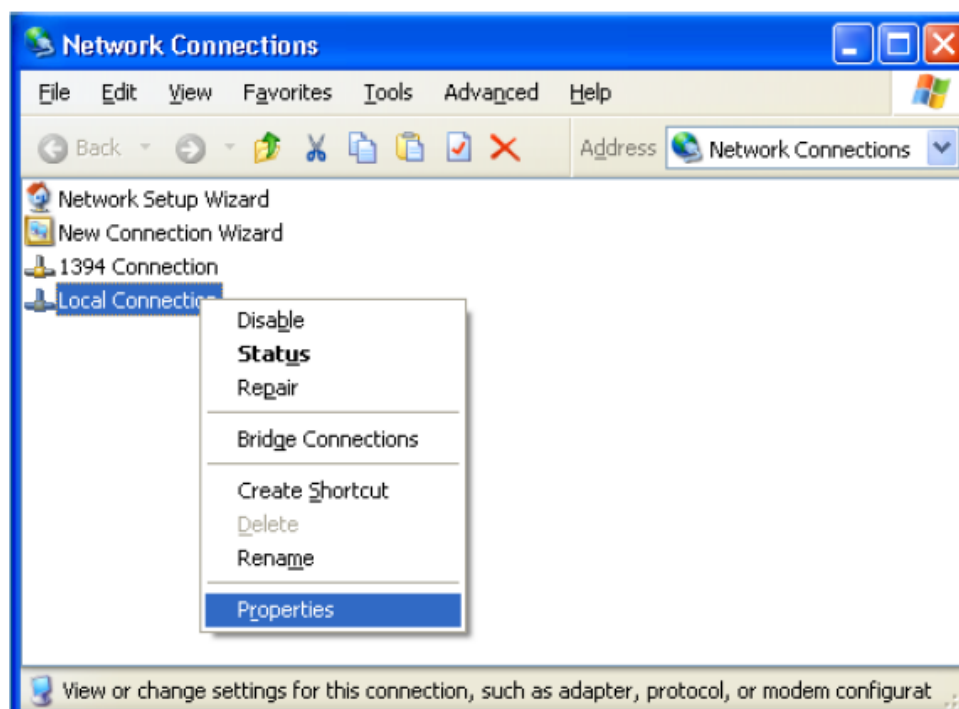 Network Connections
File Edit View Favorites Tools Advanced Help
Back Address Network Connections
Network Setup Wizard
New Connection Wizard
1394 Connection
Local Connection
Disable
Status
Repair
Bridge Connections
Create Shortcut
Delete
Rename
Properties
View or change settings for this connection, such as adapter, protocol, or modem configurat